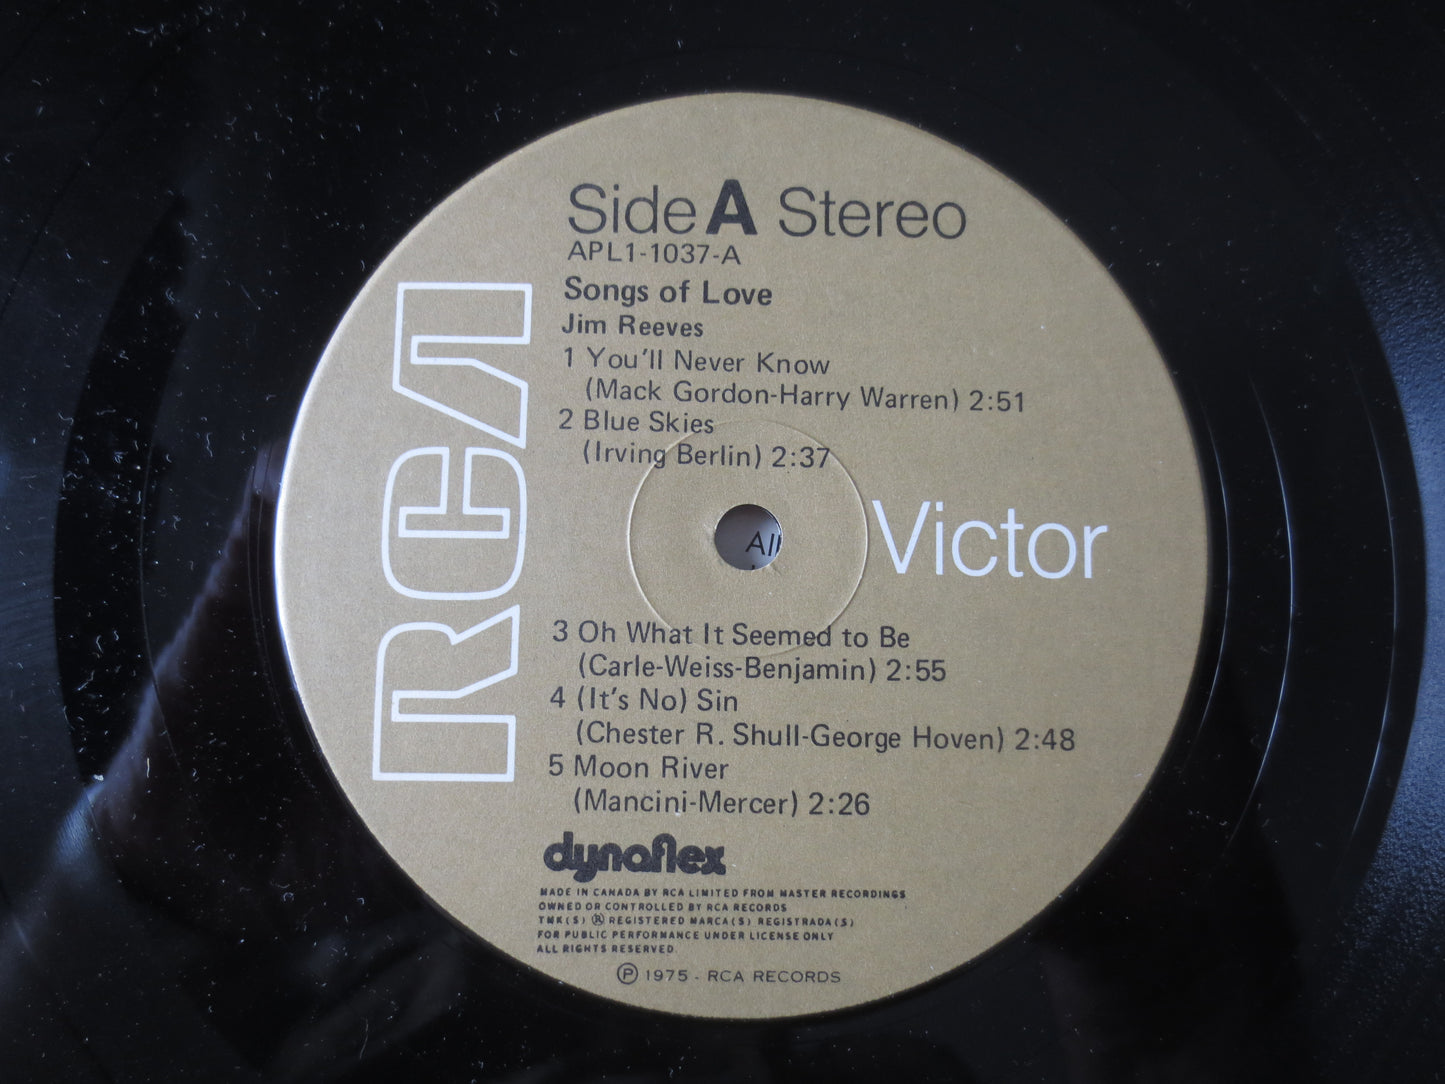 Side A Stereo
APL1-1037-A
Songs of Love
Jim Reeves
1 You'll Never Know
(Mack Gordon-Harry Warren) 2:51
2 Blue Skies
(Irving Berlin) 2:37
RCA
Victor
All
3 Oh What It Seemed to Be
(Carle-Weiss-Benjamin) 2:55
4 (It's No) Sin
(Chester R. Shull-George Hoven) 2:48
5 Moon River
(Mancini-Mercer) 2:26
dynaflex
MADE IN CANADA BY RCA LIMITED FROM MASTER RECORDINGS
OWNED OR CONTROLLED BY RCA RECORDS
TMK(S) ® REGISTERED MARCA(S) REGISTRADA(S)
FOR PUBLIC PERFORMANCE UNDER LICENSE ONLY
ALL RIGHTS RESERVED.
℗ 1975 - RCA RECORDS